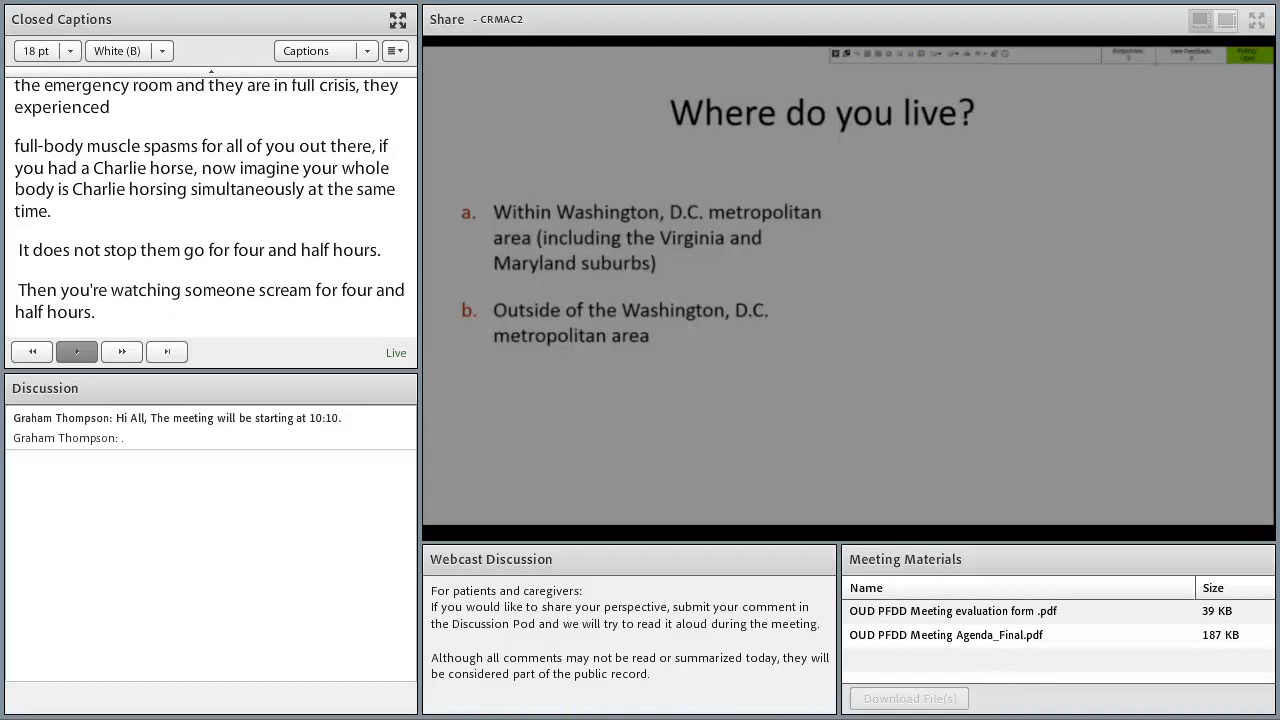 Closed Captions
18 pt
White (B)
Captions
the emergency room and they are in full crisis, they
experienced
full-body muscle spasms for all of you out there, if
you had a Charlie horse, now imagine your whole
body is Charlie horsing simultaneously at the same
time.
It does not stop them go for four and half hours.
Then you're watching someone scream for four and
half hours.
Live
Discussion
Graham Thompson: Hi All, The meeting will be starting at 10:10.
Graham Thompson: .
Share - CRMAC2
Responses:
User Feedback:
Polling:
Open
Where do you live?
a. Within Washington, D.C. metropolitan
area (including the Virginia and
Maryland suburbs)
b. Outside of the Washington, D.C.
metropolitan area
Webcast Discussion
For patients and caregivers:
If you would like to share your perspective, submit your comment in
the Discussion Pod and we will try to read it aloud during the meeting.
Although all comments may not be read or summarized today, they will
be considered part of the public record.
Meeting Materials
Name Size
OUD PFDD Meeting evaluation form .pdf 39 KB
OUD PFDD Meeting Agenda_Final.pdf 187 KB
Download File(s)